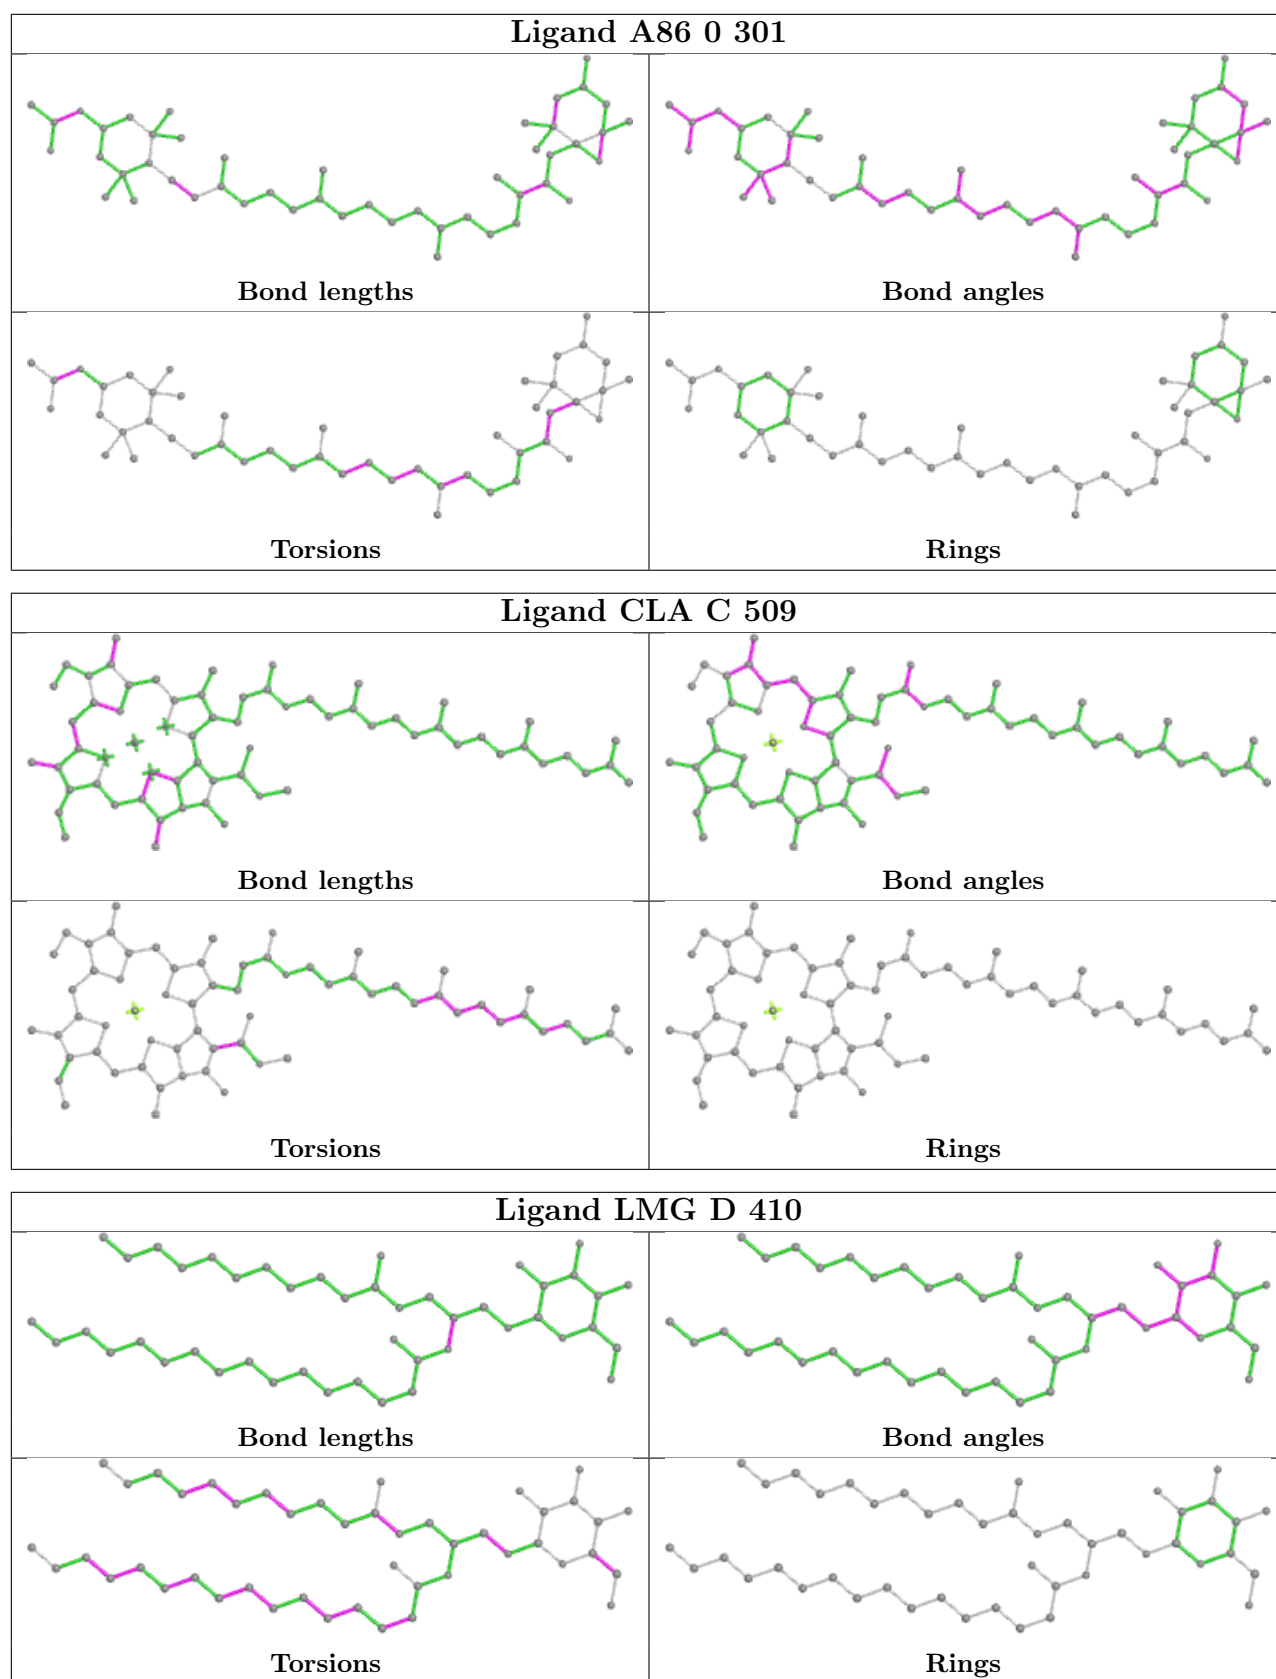 Ligand A86 0 301
Bond lengths
Bond angles
Torsions
Rings
Ligand CLA C 509
Bond lengths
Bond angles
Torsions
Rings
Ligand LMG D 410
Bond lengths
Bond angles
Torsions
Rings